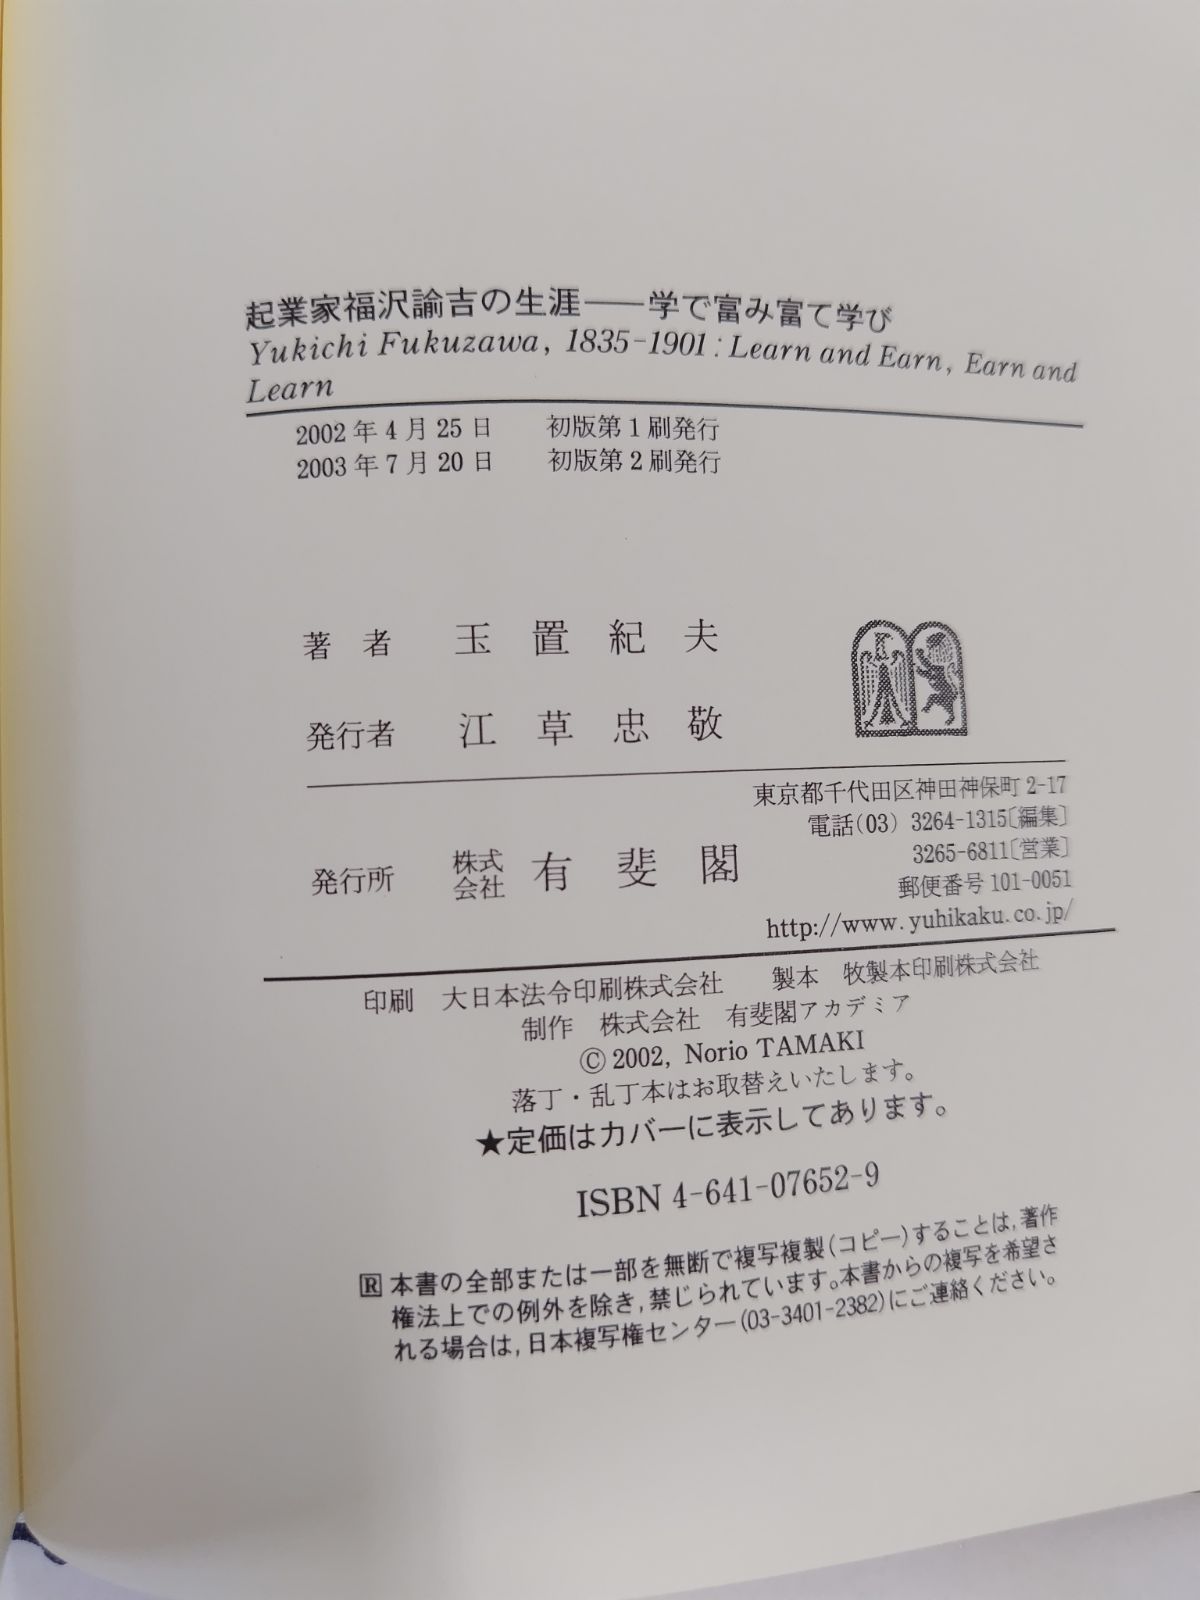 起業家福沢諭吉の生涯――学で富み富て学び
Yukichi Fukuzawa, 1835-1901: Learn and Earn, Earn and
Learn
2002年4月25日 初版第1刷発行
2003年7月20日 初版第2刷発行
著者 玉置紀夫
発行者 江草忠敬
発行所 株式会社 有斐閣
東京都千代田区神田神保町2-17
電話(03) 3264-1315〔編集〕
3265-6811〔営業〕
郵便番号101-0051
http://www.yuhikaku.co.jp/
印刷 大日本法令印刷株式会社 製本 牧製本印刷株式会社
制作 株式会社 有斐閣アカデミア
© 2002, Norio TAMAKI
落丁・乱丁本はお取替えいたします。
★定価はカバーに表示してあります。
ISBN 4-641-07652-9
R 本書の全部または一部を無断で複写複製(コピー)することは,著作
権法上での例外を除き,禁じられています。本書からの複写を希望さ
れる場合は,日本複写権センター(03-3401-2382)にご連絡ください。